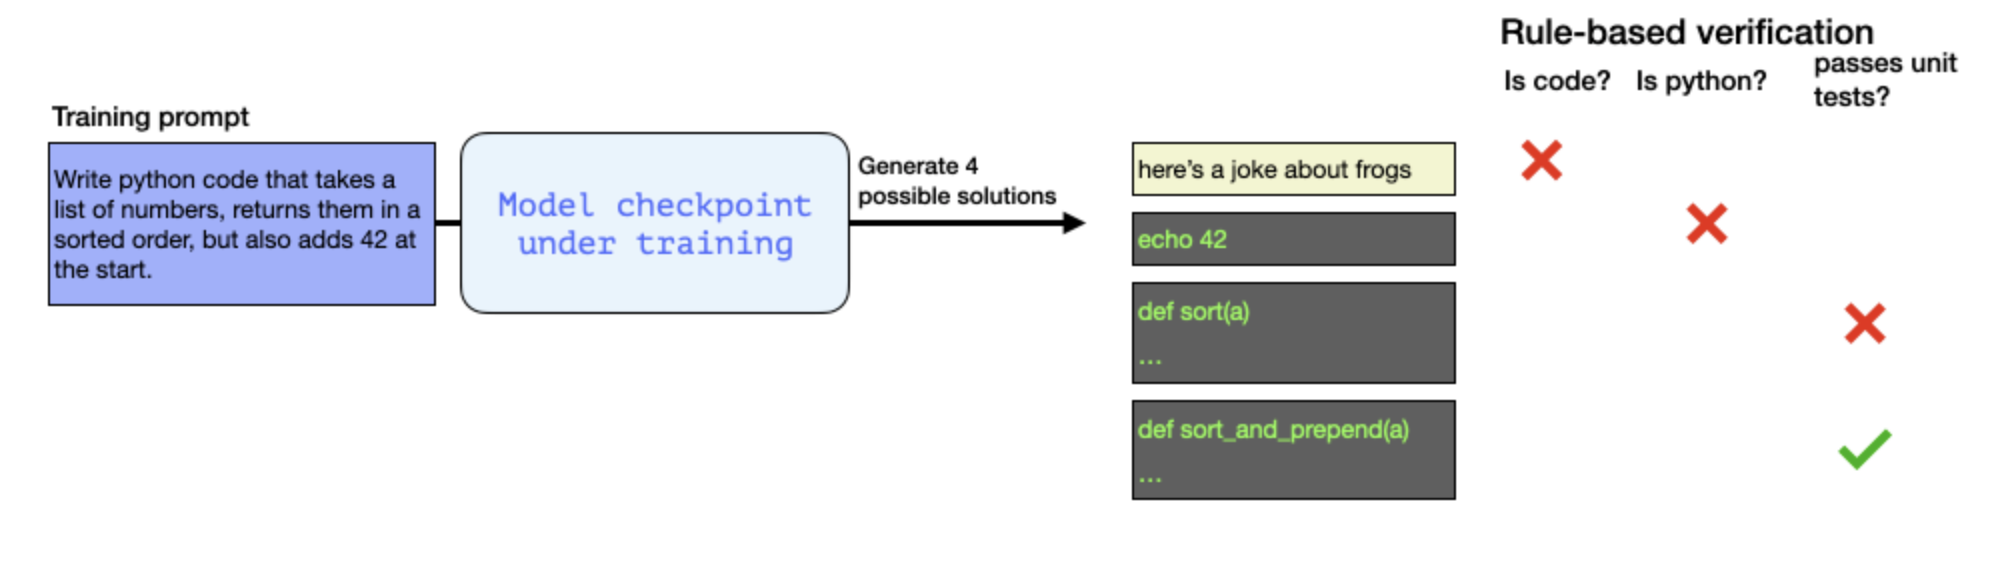 Rule-based verification
Is code?
Is python?
passes unit
tests?
Training prompt
Write python code that takes a
list of numbers, returns them in a
sorted order, but also adds 42 at
the start.
Model checkpoint
under training
Generate 4
possible solutions
here's a joke about frogs
echo 42
def sort(a)
...
def sort_and_prepend(a)
...